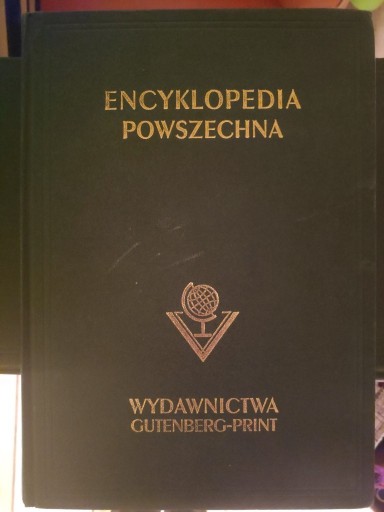 ENCYKLOPEDIA
POWSZECHNA
WYDAWNICTWA
GUTENBERG-PRINT